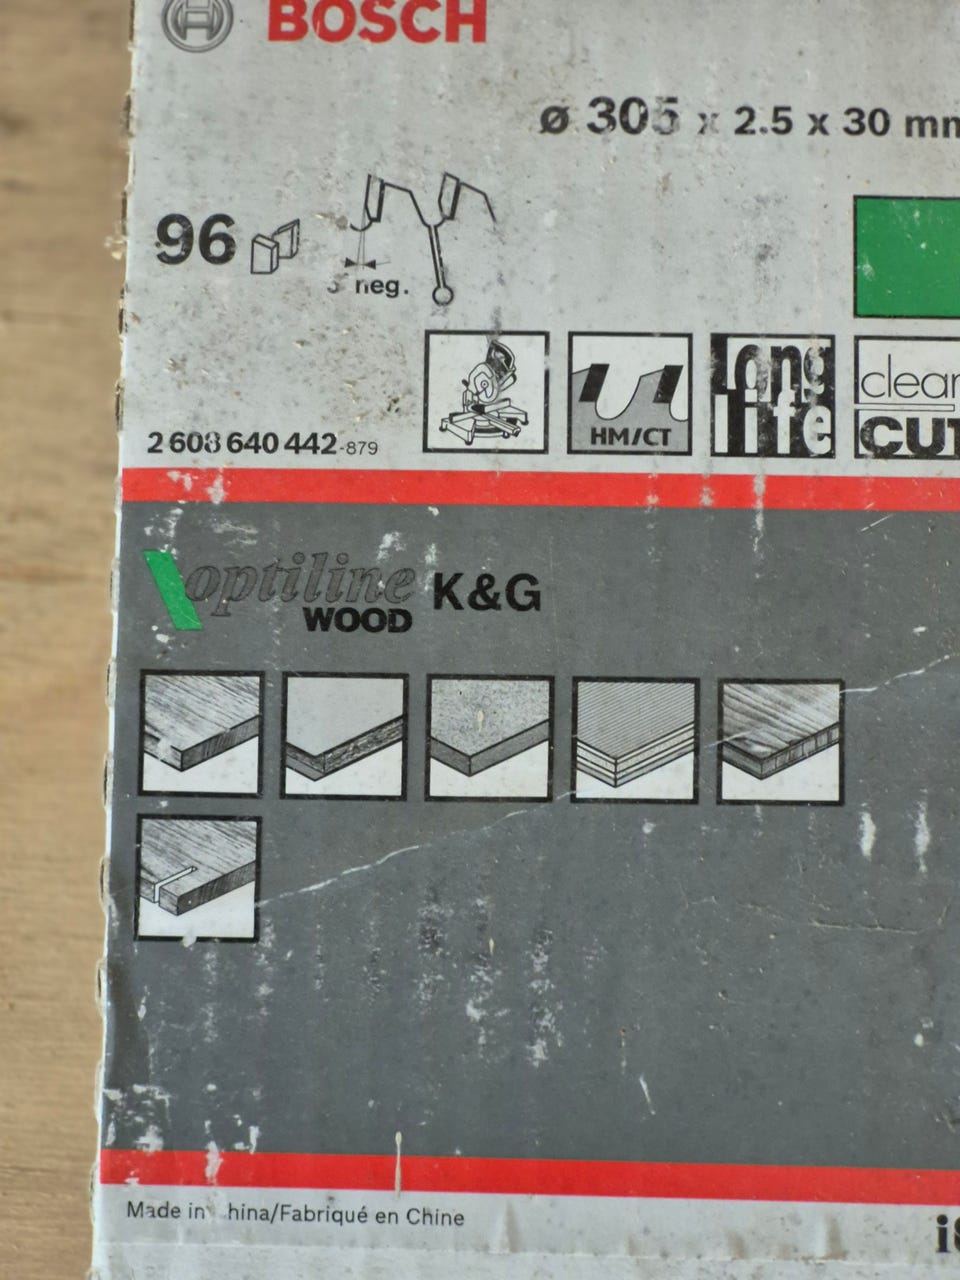 BOSCH
ø 305 x 2.5 x 30 mm
96
neg.
HM/CT
Long
life
clean
CUT
2 608 640 442-879
optiline
WOOD
K&G
Made in hina/Fabriqué en Chine